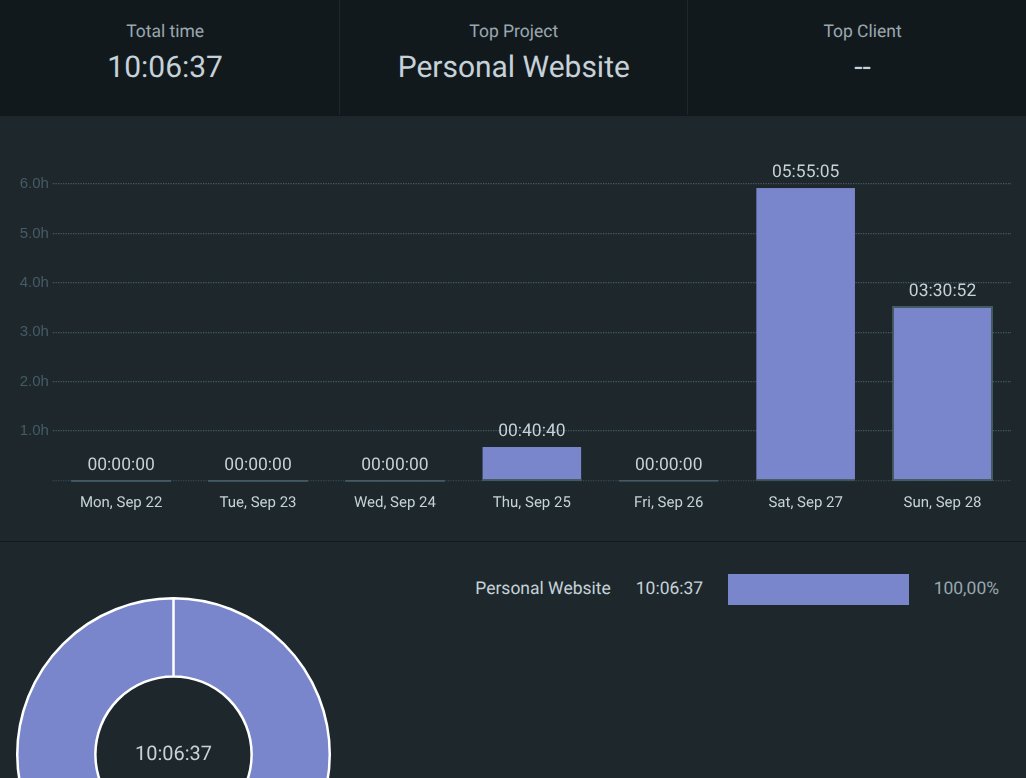 Total time
Top Project
Top Client
10:06:37
Personal Website
--
05:55:05
6.0h
5.0h
4.0h
03:30:52
3.0h
2.0h
1.0h
00:40:40
00:00:00
00:00:00
00:00:00
00:00:00
Mon, Sep 22
Tue, Sep 23
Wed, Sep 24
Thu, Sep 25
Fri, Sep 26
Sat, Sep 27
Sun, Sep 28
Personal Website 10:06:37 100,00%
10:06:37